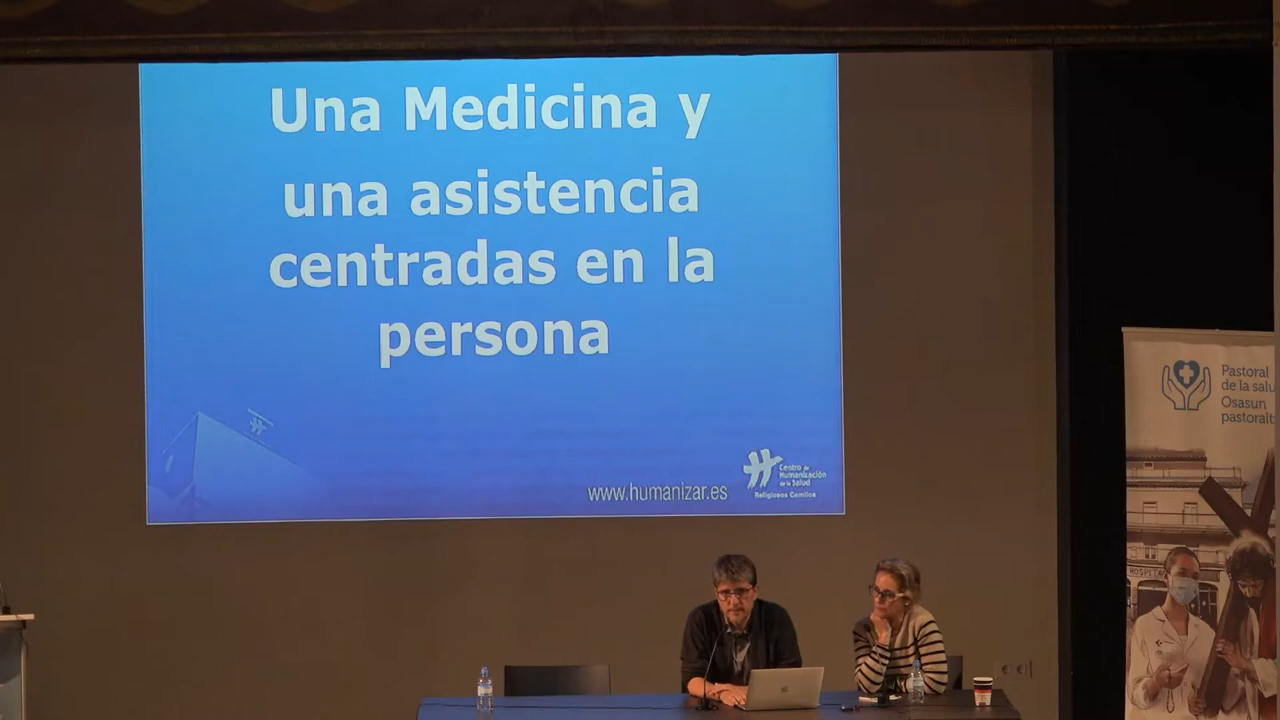 Una Medicina y
una asistencia
centradas en la
persona
www.humanizar.es
Centro de
Humanización
de la Salud
Religiosos Camilos
Pastoral
de la salu
Osasun
pastoralt
HOSPITAL